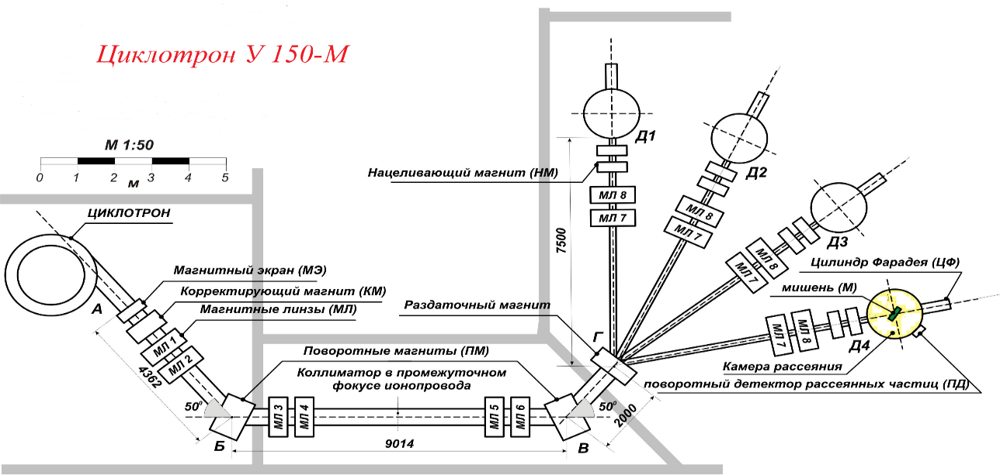 Циклотрон У 150-М
М 1:50
0 1 2 3 4 5
м
ЦИКЛОТРОН
А
Магнитный экран (МЭ)
Корректирующий магнит (КМ)
Магнитные линзы (МЛ)
МЛ 1
МЛ 2
4362
50⁰
Б
Поворотные магниты (ПМ)
Коллиматор в промежуточном
фокусе ионопровода
МЛ 3
МЛ 4
МЛ 5
МЛ 6
9014
В
50⁰
2000
Раздаточный магнит
Г
7500
Нацеливающий магнит (НМ)
Д1
МЛ 8
МЛ 7
Д2
МЛ 8
МЛ 7
Д3
МЛ 8
МЛ 7
Цилиндр Фарадея (ЦФ)
мишень (М)
МЛ 7
МЛ 8
Д4
Камера рассеяния
поворотный детектор рассеянных частиц (ПД)